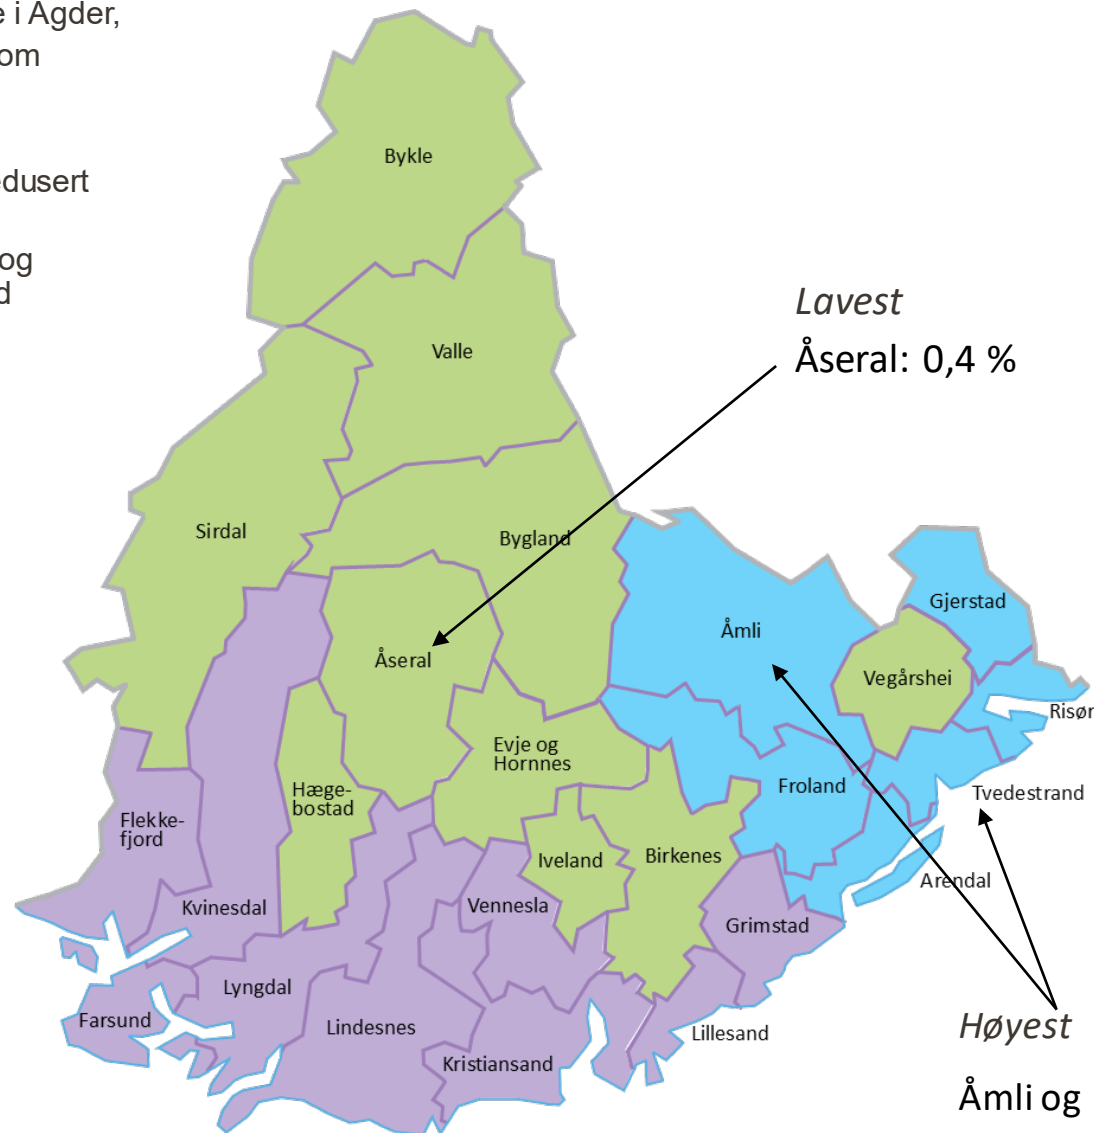 e i Agder,
om
edusert
og
d
Bykle
Lavest
Åseral: 0,4 %
Valle
Sirdal
Bygland
Gjerstad
Åmli
Åseral
Vegårshei
Risør
Evje og
Hornnes
Froland
Tvedestrand
Hæge-
bostad
Flekke-
fjord
Iveland
Birkenes
Arendal
Kvinesdal
Vennesla
Grimstad
Lyngdal
Farsund
Lindesnes
Lillesand
Høyest
Kristiansand
Åmli og